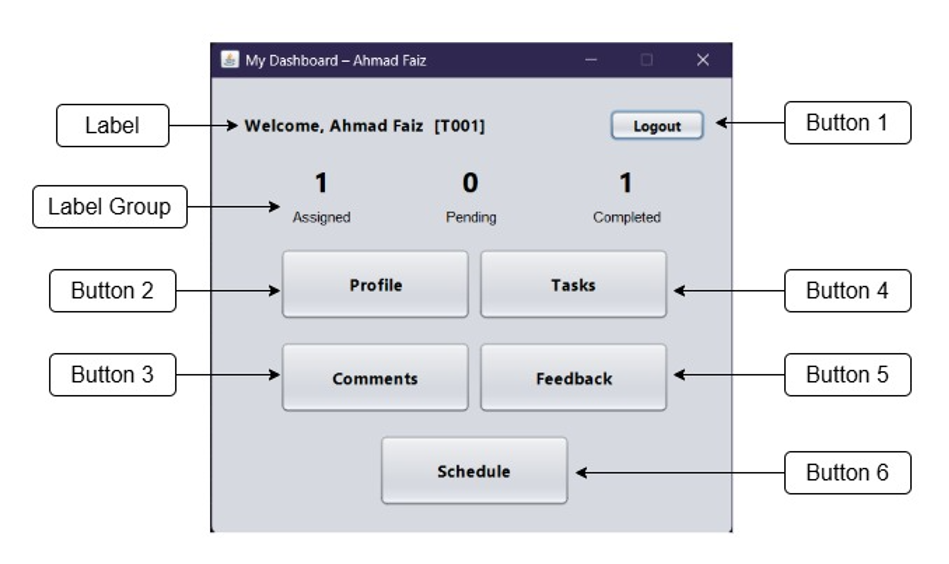 My Dashboard – Ahmad Faiz
Label
Welcome, Ahmad Faiz [T001]
Logout
Button 1
Label Group
1
0
1
Assigned
Pending
Completed
Button 2
Profile
Tasks
Button 4
Button 3
Comments
Feedback
Button 5
Schedule
Button 6